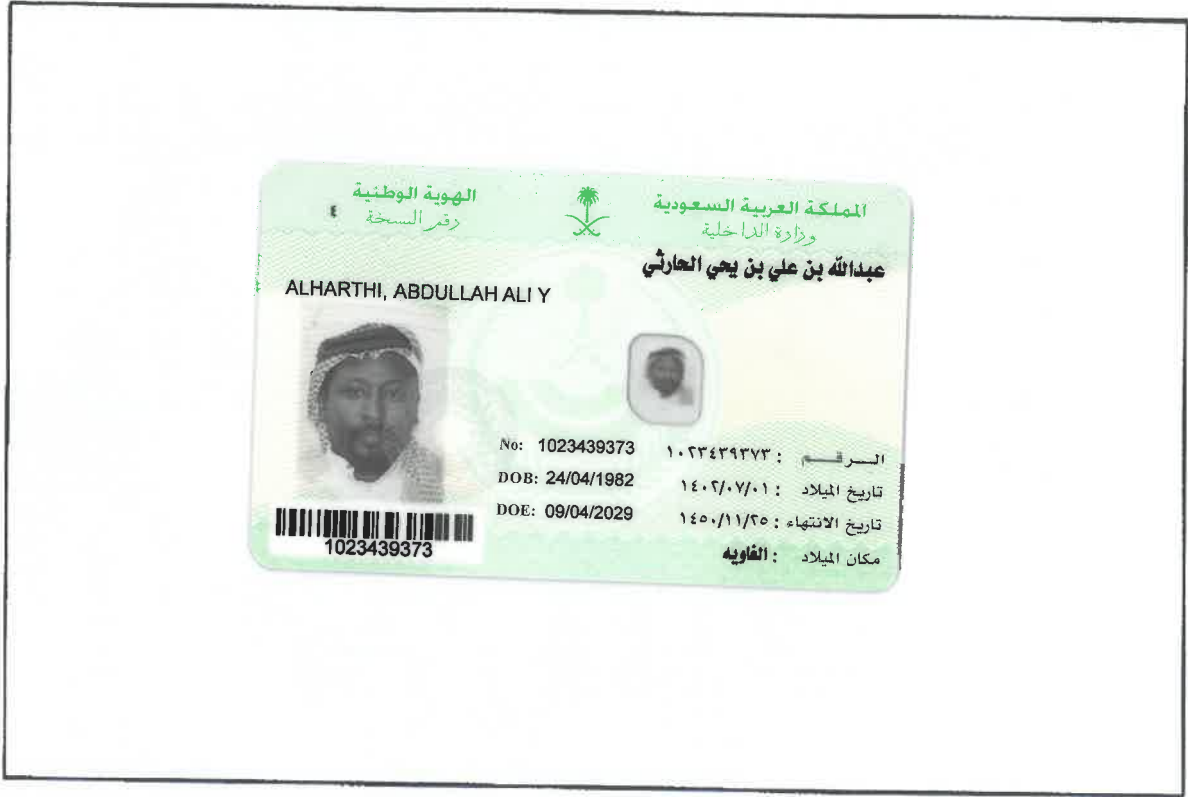 المملكة العربية السعودية
وزارة الداخلية
الهوية الوطنية
رقم النسخة ٤
عبدالله بن علي بن يحي الحارثي
ALHARTHI, ABDULLAH ALI Y
No: 1023439373
الـــرقـــــم : ١٠٢٣٤٣٩٣٧٣
DOB: 24/04/1982
تاريخ الميلاد : ١٤٠٢/٠٧/٠١
DOE: 09/04/2029
تاريخ الانتهاء : ١٤٥٠/١١/٢٥
مكان الميلاد : الفاويه
1023439373